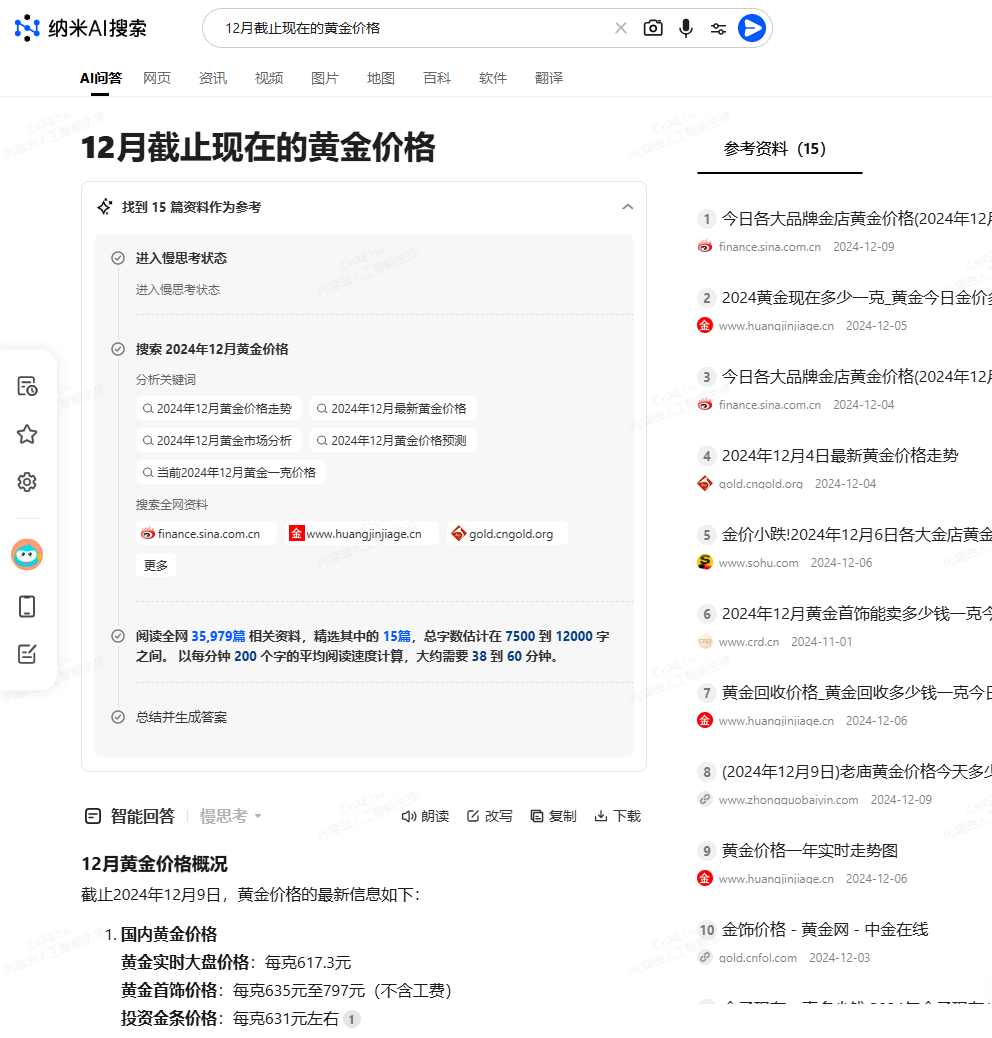 纳米AI搜索
12月截止现在的黄金价格
AI问答 网页 资讯 视频 图片 地图 百科 软件 翻译
12月截止现在的黄金价格
找到 15 篇资料作为参考
进入慢思考状态
进入慢思考状态
搜索 2024年12月黄金价格
分析关键词
2024年12月黄金价格走势 2024年12月最新黄金价格
2024年12月黄金市场分析 2024年12月黄金价格预测
当前2024年12月黄金一克价格
搜索全网资料
finance.sina.com.cn 金 www.huangjinjiage.cn gold.cngold.org
更多
阅读全网 35,979篇 相关资料，精选其中的 15篇，总字数估计在 7500 到 12000 字
之间。 以每分钟 200 个字的平均阅读速度计算，大约需要 38 到 60 分钟。
总结并生成答案
智能回答 慢思考 朗读 改写 复制 下载
12月黄金价格概况
截止2024年12月9日，黄金价格的最新信息如下：
1. 国内黄金价格
黄金实时大盘价格：每克617.3元
黄金首饰价格：每克635元至797元（不含工费）
投资金条价格：每克631元左右 1
参考资料（15）
1 今日各大品牌金店黄金价格(2024年12月
finance.sina.com.cn 2024-12-09
2 2024黄金现在多少一克_黄金今日金价多
金 www.huangjinjiage.cn 2024-12-05
3 今日各大品牌金店黄金价格(2024年12月
finance.sina.com.cn 2024-12-04
4 2024年12月4日最新黄金价格走势
gold.cngold.org 2024-12-04
5 金价小跌!2024年12月6日各大金店黄金
www.sohu.com 2024-12-06
6 2024年12月黄金首饰能卖多少钱一克今
www.crd.cn 2024-11-01
7 黄金回收价格_黄金回收多少钱一克今日
金 www.huangjinjiage.cn 2024-12-06
8 (2024年12月9日)老庙黄金价格今天多少
www.zhongguobaiyin.com 2024-12-09
9 黄金价格一年实时走势图
金 www.huangjinjiage.cn 2024-12-06
10 金饰价格 - 黄金网 - 中金在线
gold.cnfol.com 2024-12-03